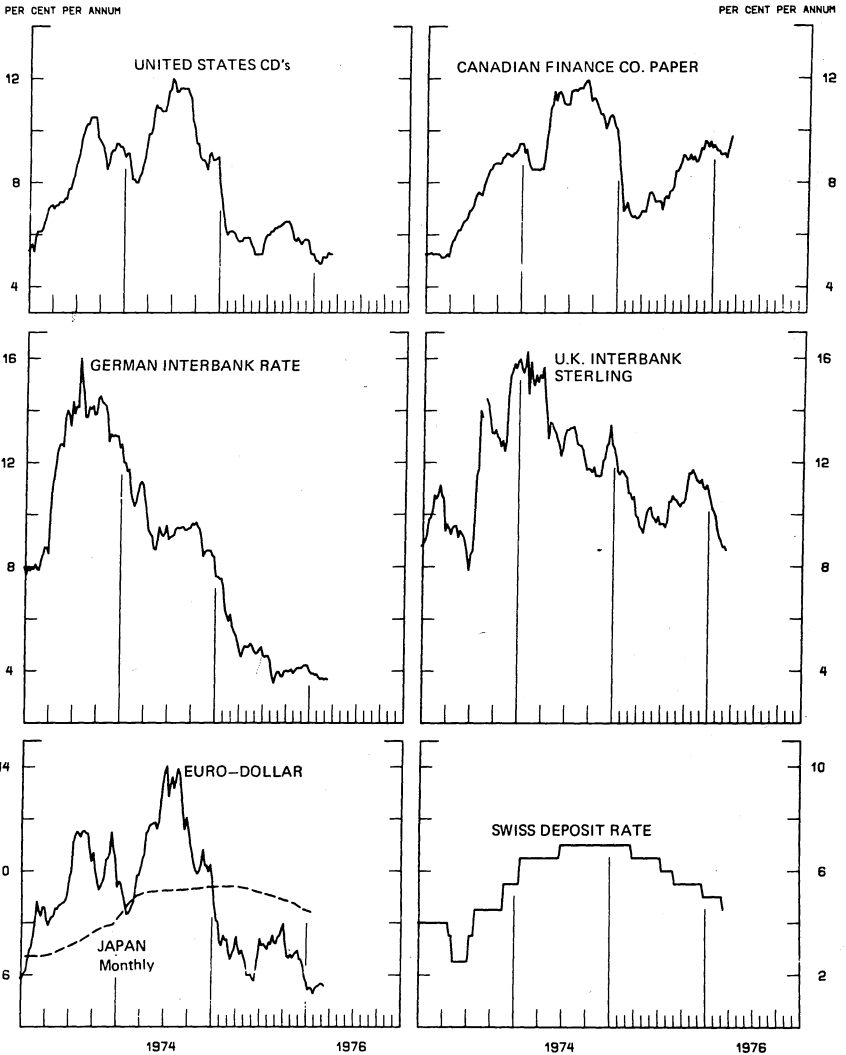 PER CENT PER ANNUM
PER CENT PER ANNUM
UNITED STATES CD's
CANADIAN FINANCE CO. PAPER
12
8
4
12
8
4
GERMAN INTERBANK RATE
U.K. INTERBANK
STERLING
16
12
8
4
16
12
8
4
EURO-DOLLAR
SWISS DEPOSIT RATE
JAPAN
Monthly
14
10
6
10
6
2
1974
1976
1974
1976